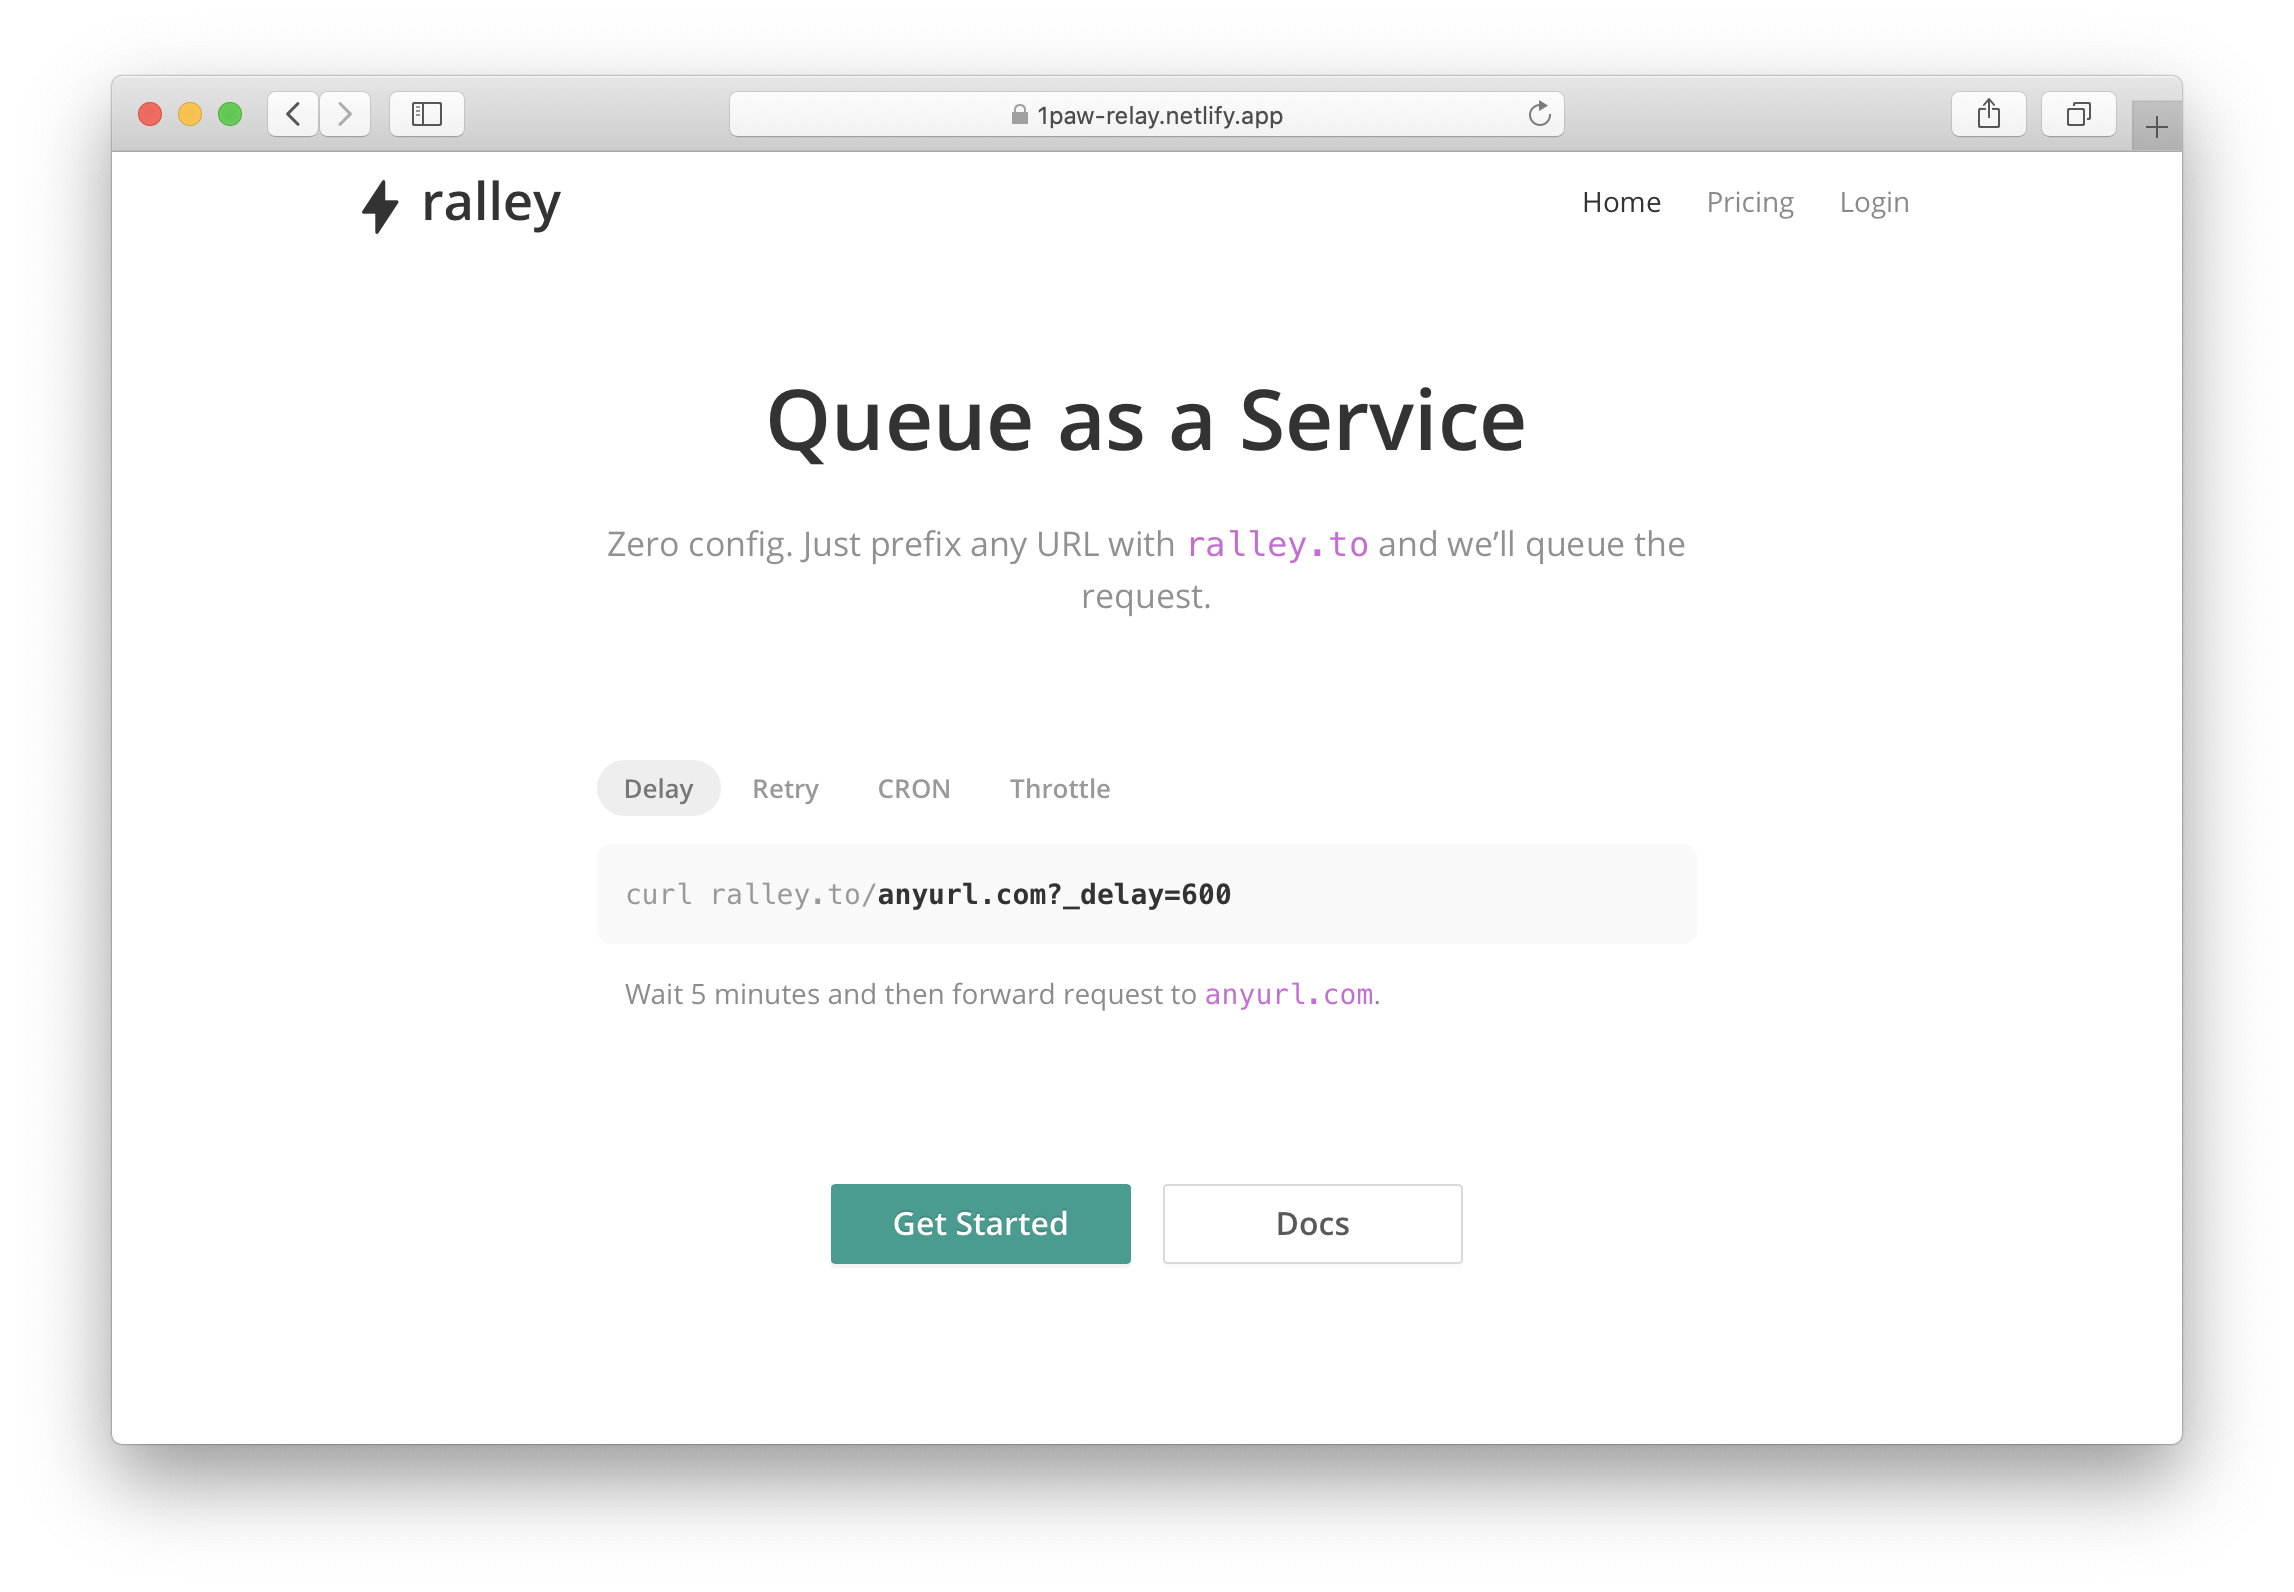 1paw-relay.netlify.app
ralley
Home Pricing Login
Queue as a Service
Zero config. Just prefix any URL with ralley.to and we’ll queue the
request.
Delay Retry CRON Throttle
curl ralley.to/anyurl.com?_delay=600
Wait 5 minutes and then forward request to anyurl.com.
Get Started Docs